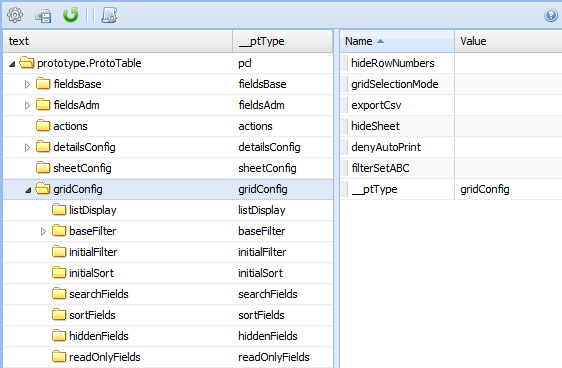 text __ptType
prototype.ProtoTable pcl
fieldsBase fieldsBase
fieldsAdm fieldsAdm
actions actions
detailsConfig detailsConfig
sheetConfig sheetConfig
gridConfig gridConfig
listDisplay listDisplay
baseFilter baseFilter
initialFilter initialFilter
initialSort initialSort
searchFields searchFields
sortFields sortFields
hiddenFields hiddenFields
readOnlyFields readOnlyFields
Name Value
hideRowNumbers
gridSelectionMode
exportCsv
hideSheet
denyAutoPrint
filterSetABC
__ptType gridConfig